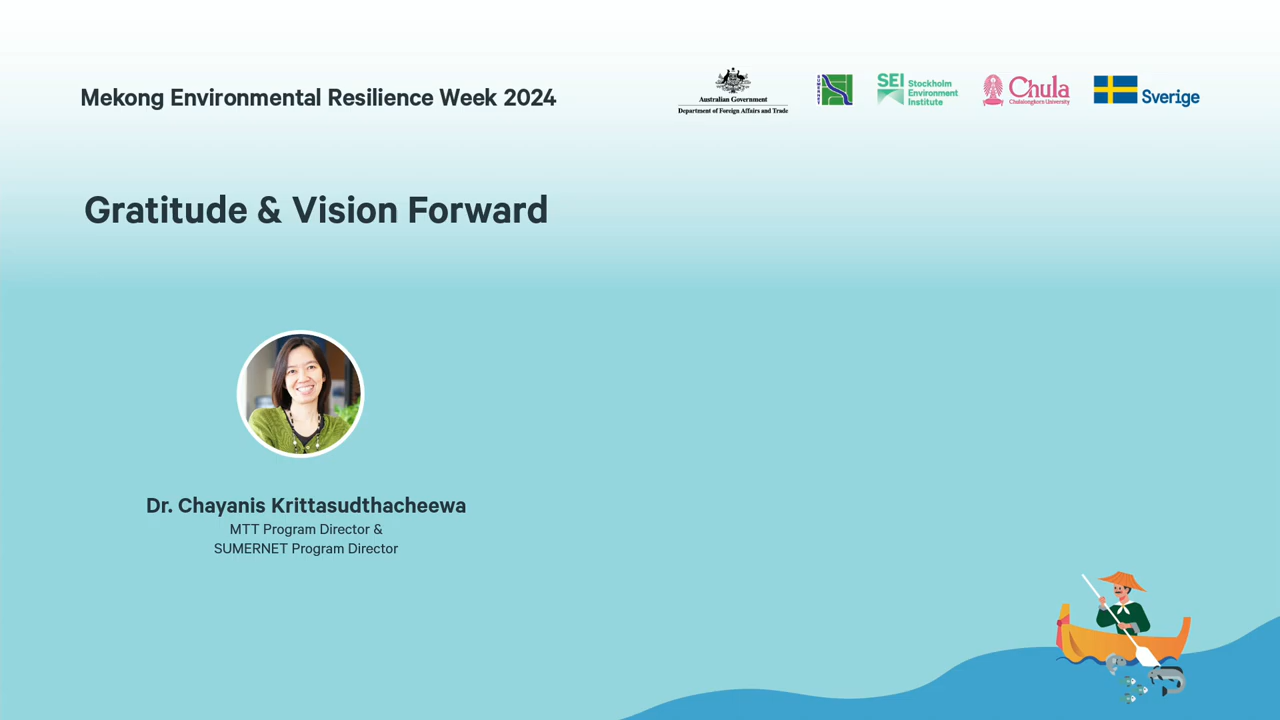 Mekong Environmental Resilience Week 2024
Australian Government
Department of Foreign Affairs and Trade
SUMERNET
SEI Stockholm
Environment
Institute
Chula
Chulalongkorn University
Sverige
Gratitude & Vision Forward
Dr. Chayanis Krittasudthacheewa
MTT Program Director &
SUMERNET Program Director